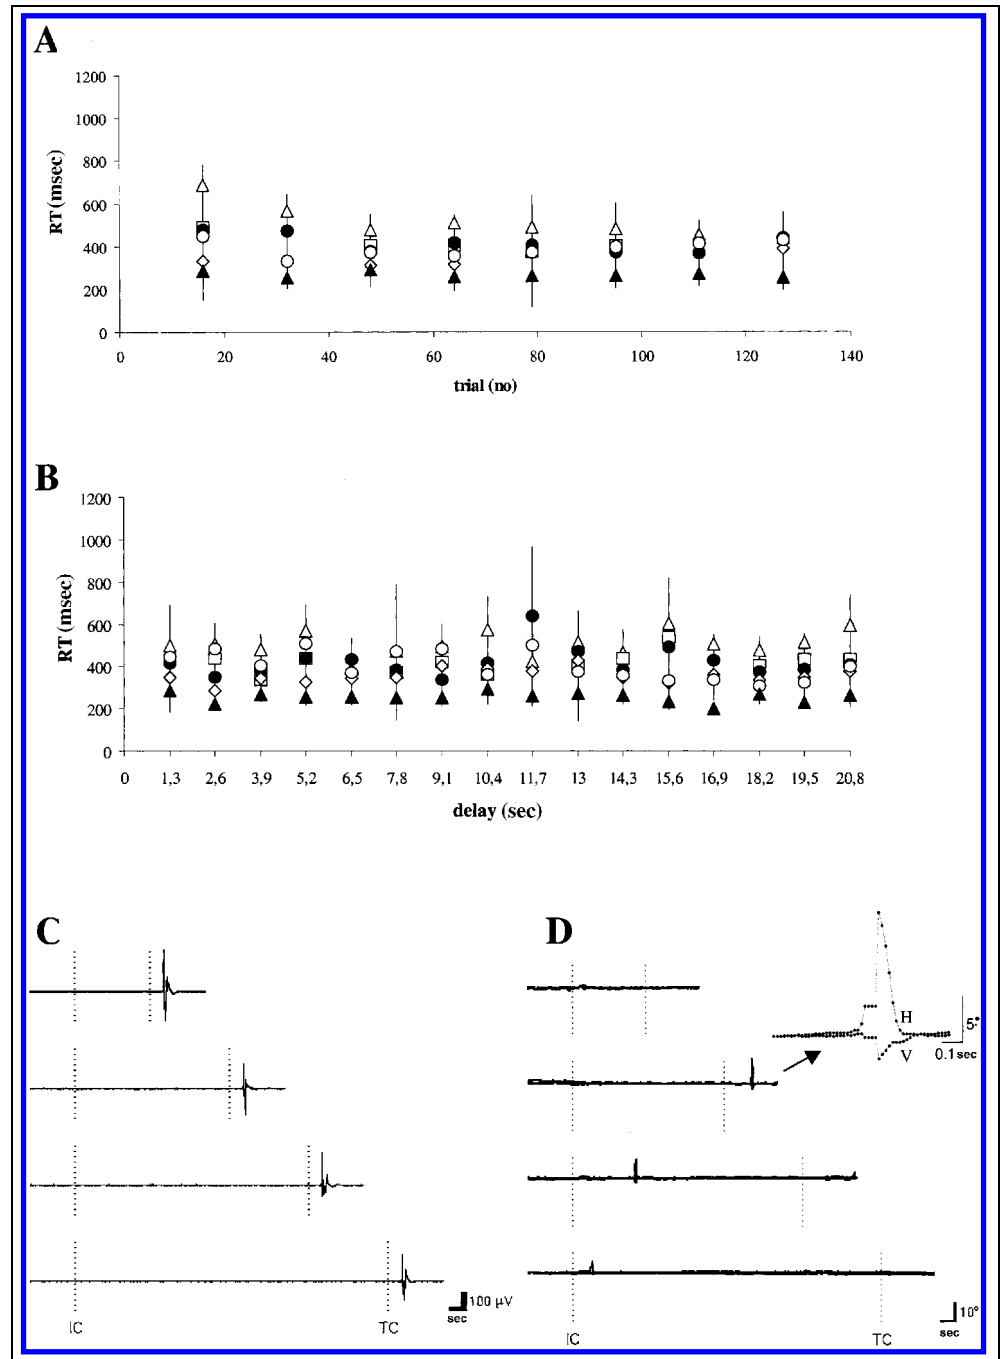 A
1200
1000
800
600
400
200
0
RT (msec)
0 20 40 60 80 100 120 140
trial (no)
B
1200
1000
800
600
400
200
0
RT (msec)
0 1,3 2,6 3,9 5,2 6,5 7,8 9,1 10,4 11,7 13 14,3 15,6 16,9 18,2 19,5 20,8
delay (sec)
C
D
H
V
5°
0.1 sec
100 µV
sec
IC TC
10°
sec
IC TC